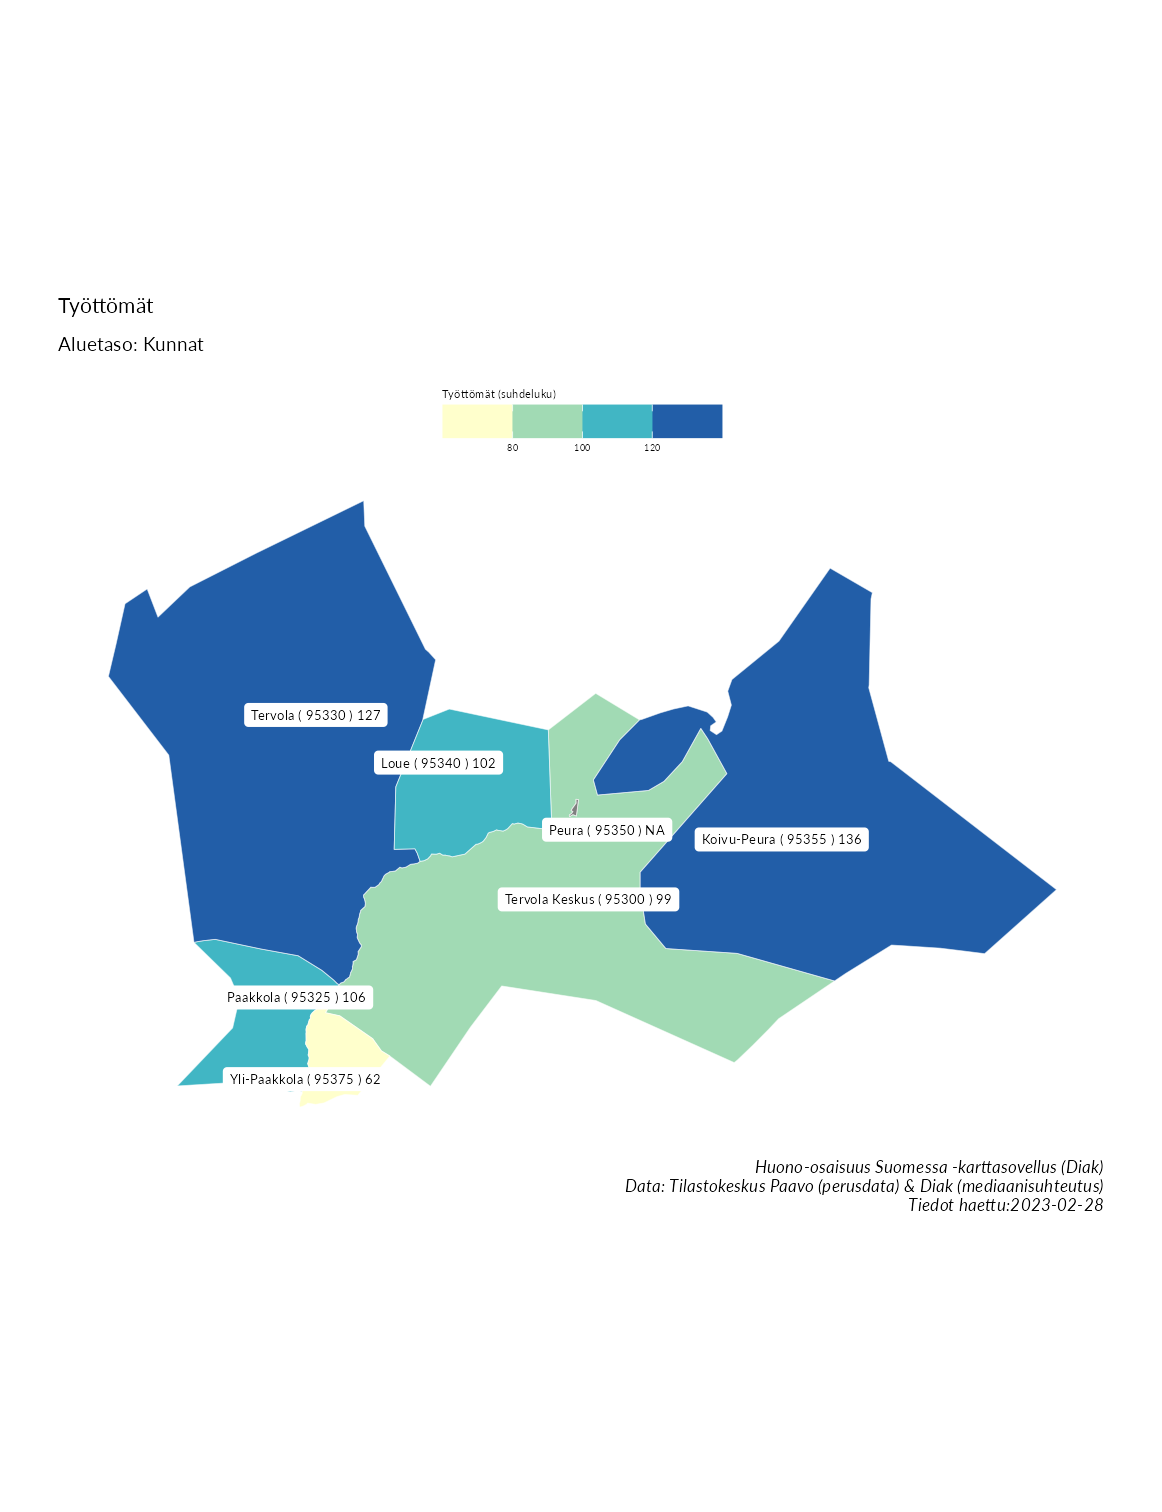 Työttömät
Aluetaso: Kunnat
Työttömät (suhdeluku)
80 100 120
Tervola ( 95330 ) 127
Loue ( 95340 ) 102
Peura ( 95350 ) NA
Koivu-Peura ( 95355 ) 136
Tervola Keskus ( 95300 ) 99
Paakkola ( 95325 ) 106
Yli-Paakkola ( 95375 ) 62
Huono-osaisuus Suomessa -karttasovellus (Diak)
Data: Tilastokeskus Paavo (perusdata) & Diak (mediaanisuhteutus)
Tiedot haettu:2023-02-28